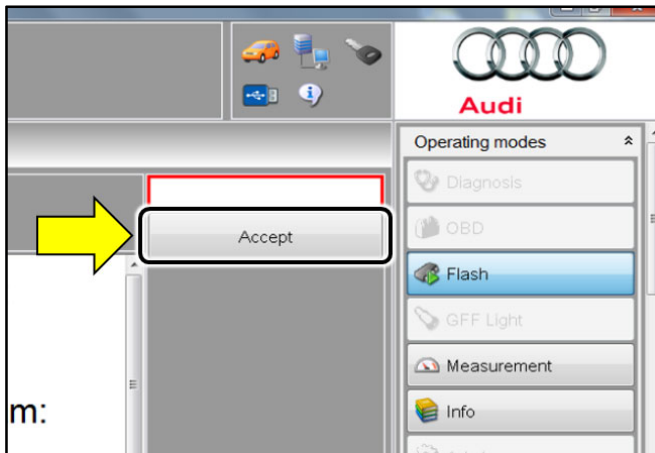 Audi
Operating modes
Diagnosis
OBD
Accept
Flash
GFF Light
Measurement
m:
Info